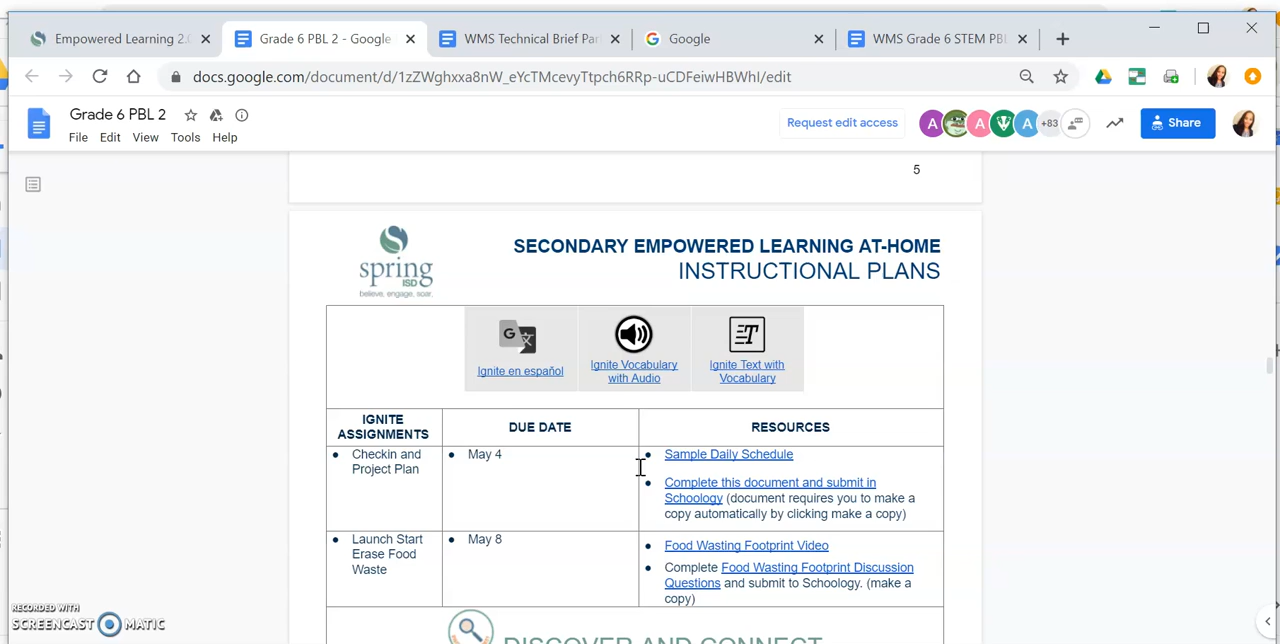 Empowered Learning 2.0
Grade 6 PBL 2 - Google
WMS Technical Brief Par
Google
WMS Grade 6 STEM PBL
docs.google.com/document/d/1zZWghxxa8nW_eYcTMcevyTtpch6RRp-uCDFeiwHBWhI/edit
Grade 6 PBL 2
File Edit View Tools Help
Request edit access
A A A +83
Share
5
spring
ISD
believe. engage. soar.
SECONDARY EMPOWERED LEARNING AT-HOME
INSTRUCTIONAL PLANS
G
T
Ignite en español
Ignite Vocabulary
with Audio
Ignite Text with
Vocabulary
IGNITE
ASSIGNMENTS
DUE DATE
RESOURCES
Checkin and
Project Plan
May 4
Sample Daily Schedule
Complete this document and submit in
Schoology (document requires you to make a
copy automatically by clicking make a copy)
Launch Start
Erase Food
Waste
May 8
Food Wasting Footprint Video
Complete Food Wasting Footprint Discussion
Questions and submit to Schoology. (make a
copy)
DISCOVER AND CONNECT
RECORDED WITH
SCREENCAST MATIC